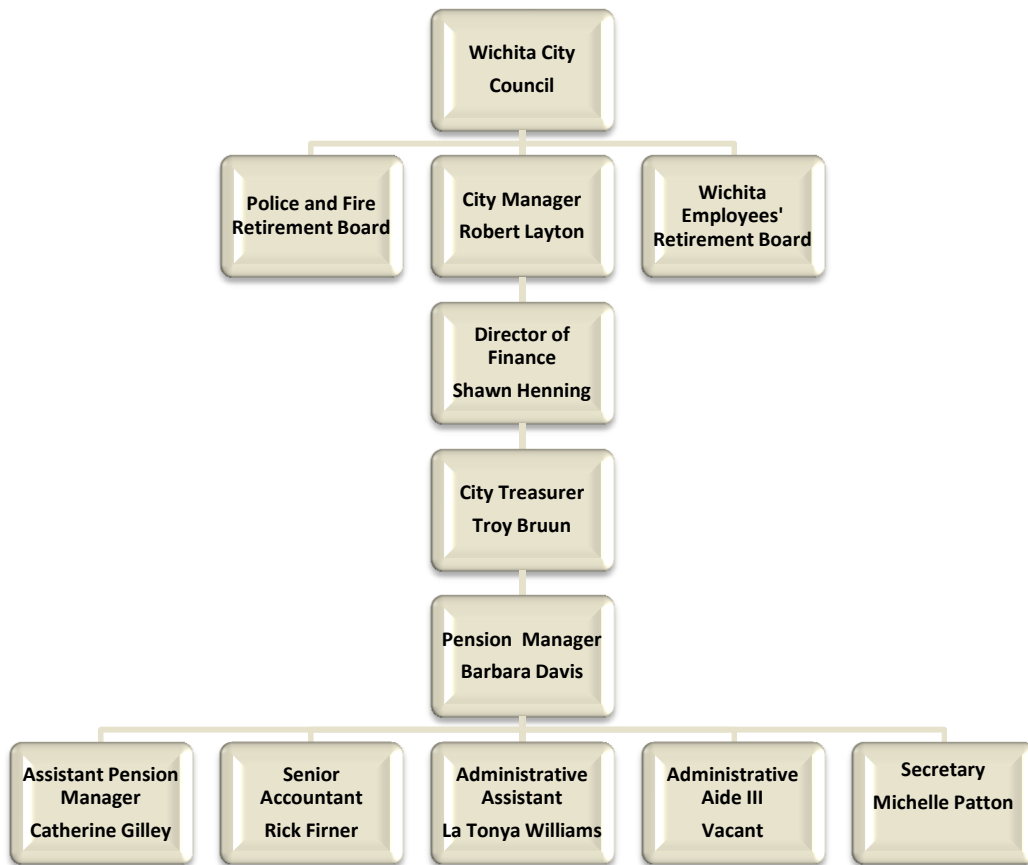 Wichita City
Council
Police and Fire
Retirement Board
City Manager
Robert Layton
Wichita
Employees'
Retirement Board
Director of
Finance
Shawn Henning
City Treasurer
Troy Bruun
Pension Manager
Barbara Davis
Assistant Pension
Manager
Catherine Gilley
Senior
Accountant
Rick Firner
Administrative
Assistant
La Tonya Williams
Administrative
Aide III
Vacant
Secretary
Michelle Patton